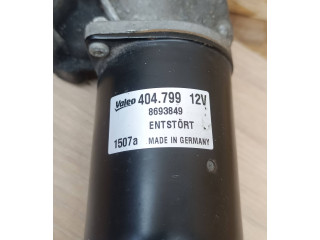 Valeo 404.799 12V
8693849
ENTSTÖRT
1507a MADE IN GERMANY